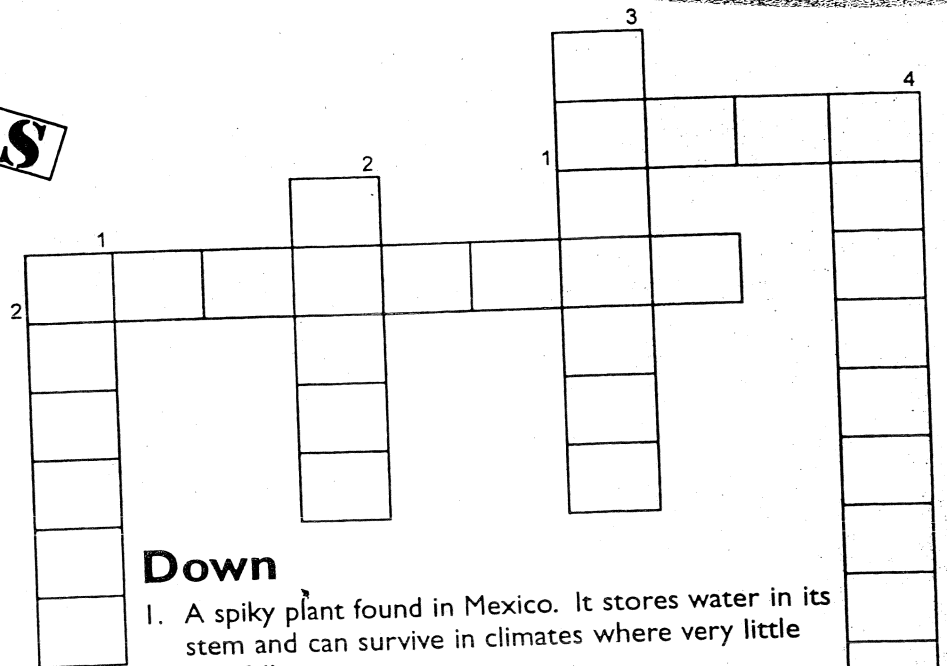 3
4
S
2
1
1
2
Down
1. A spiky plant found in Mexico. It stores water in its
stem and can survive in climates where very little